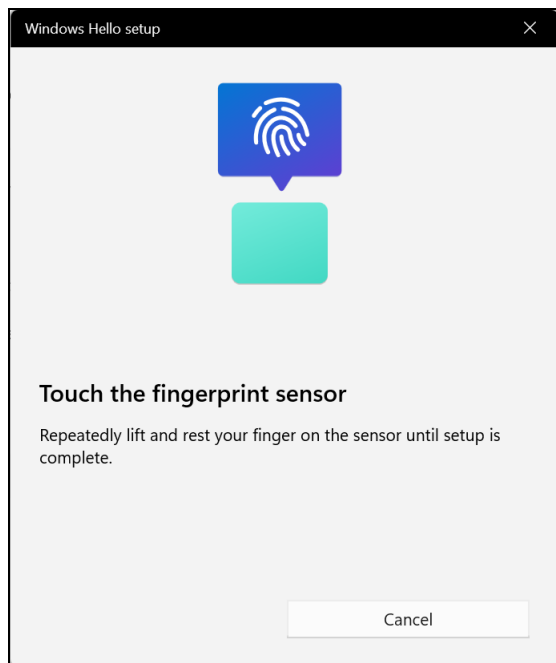 Windows Hello setup
Touch the fingerprint sensor
Repeatedly lift and rest your finger on the sensor until setup is
complete.
Cancel